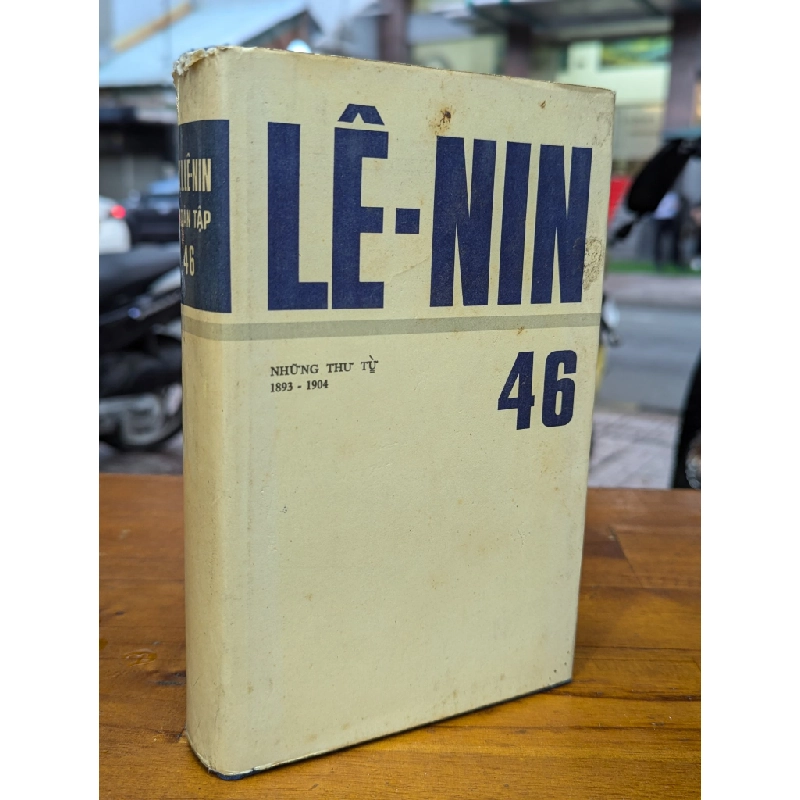 LÊ-NIN
NHỮNG THƯ TỪ
1893 - 1904
46
LÊ-NIN
TOÀN TẬP
46